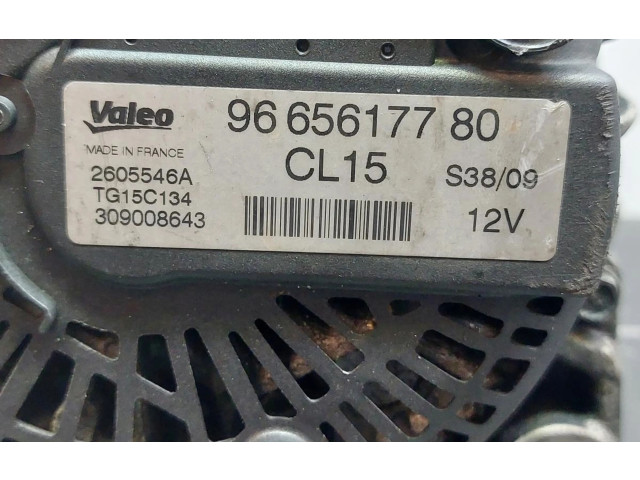 Valeo
MADE IN FRANCE
2605546A
TG15C134
309008643
96 656177 80
CL15
S38/09
12V